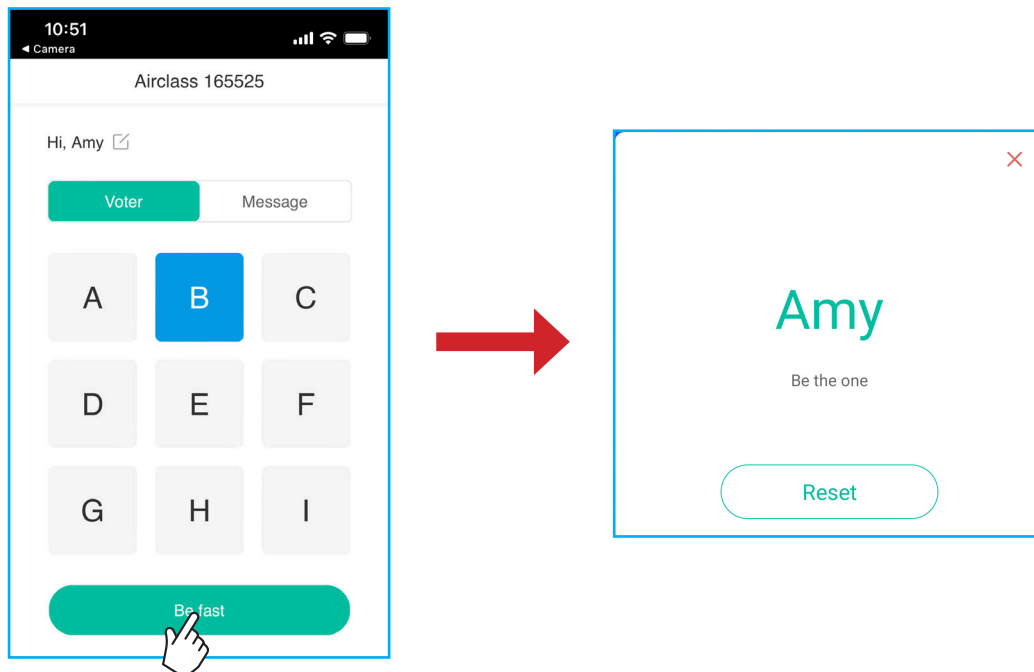 10:51
◀ Camera
Airclass 165525
Hi, Amy
Voter Message
A B C
D E F
G H I
Be fast
Amy
Be the one
Reset